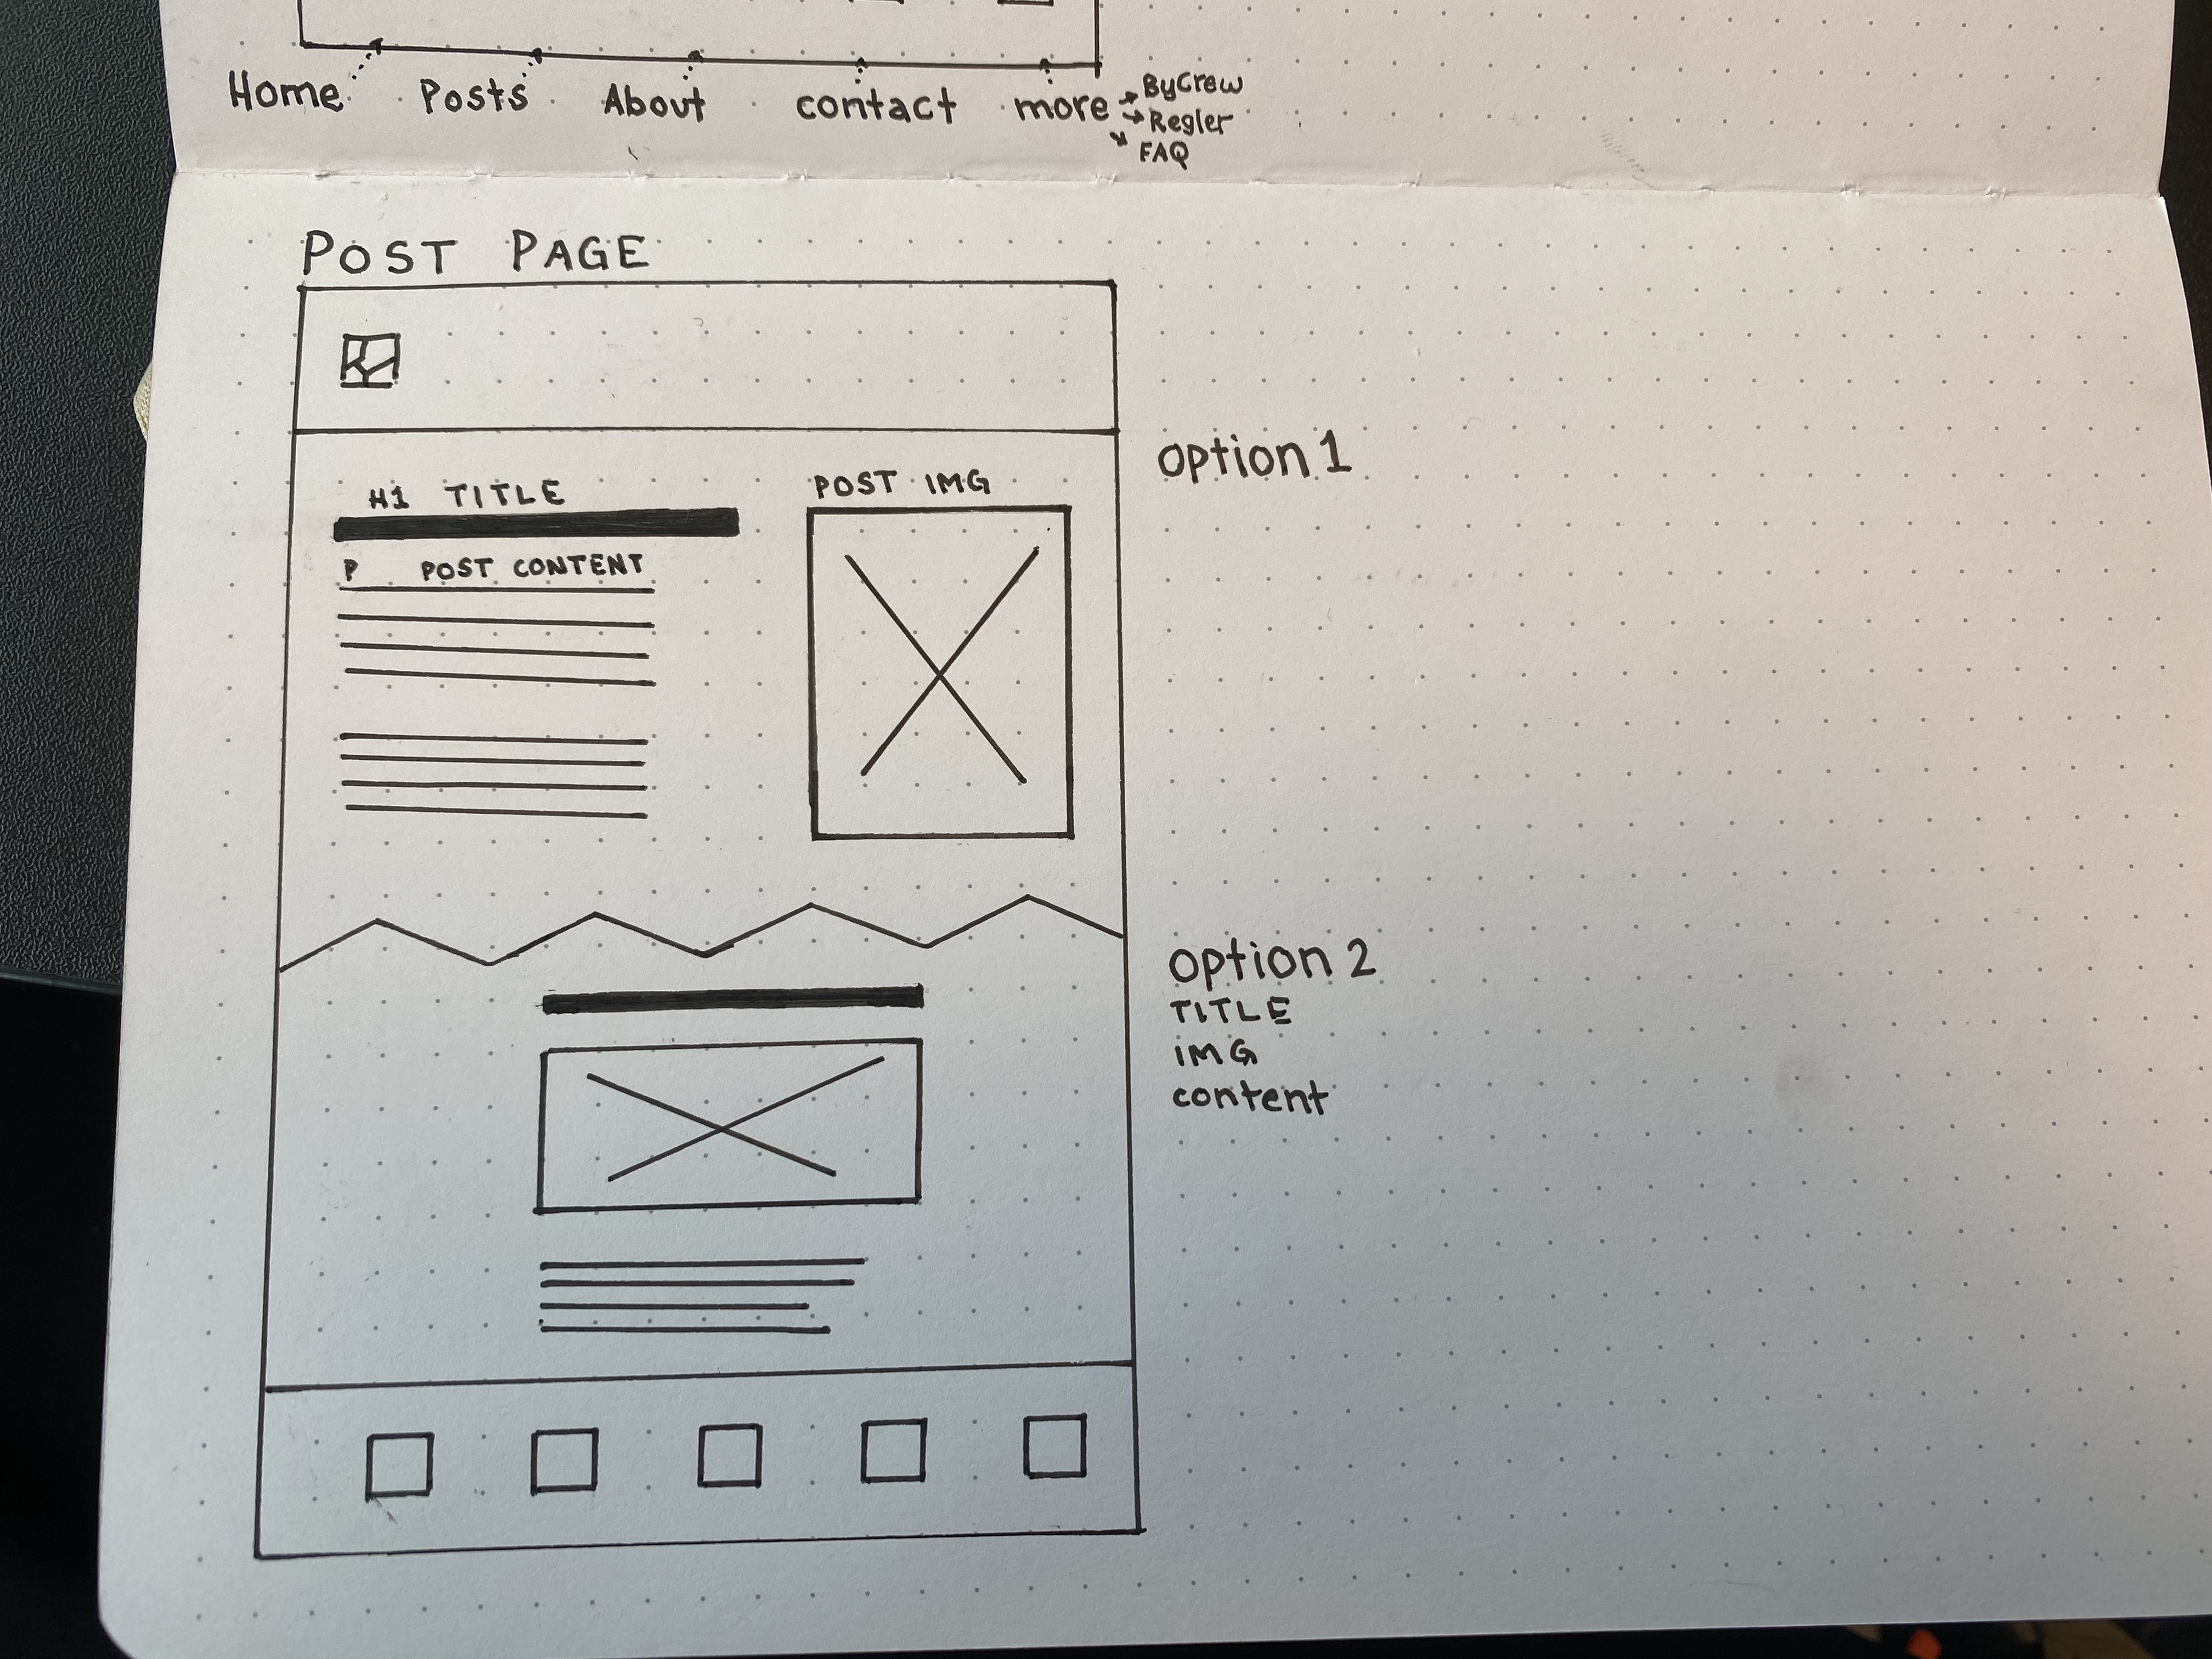 Home Posts About contact more → ByCrew
→ Regler
→ FAQ
POST PAGE
option 1
H1 TITLE
POST IMG
P POST CONTENT
option 2
TITLE
IMG
content